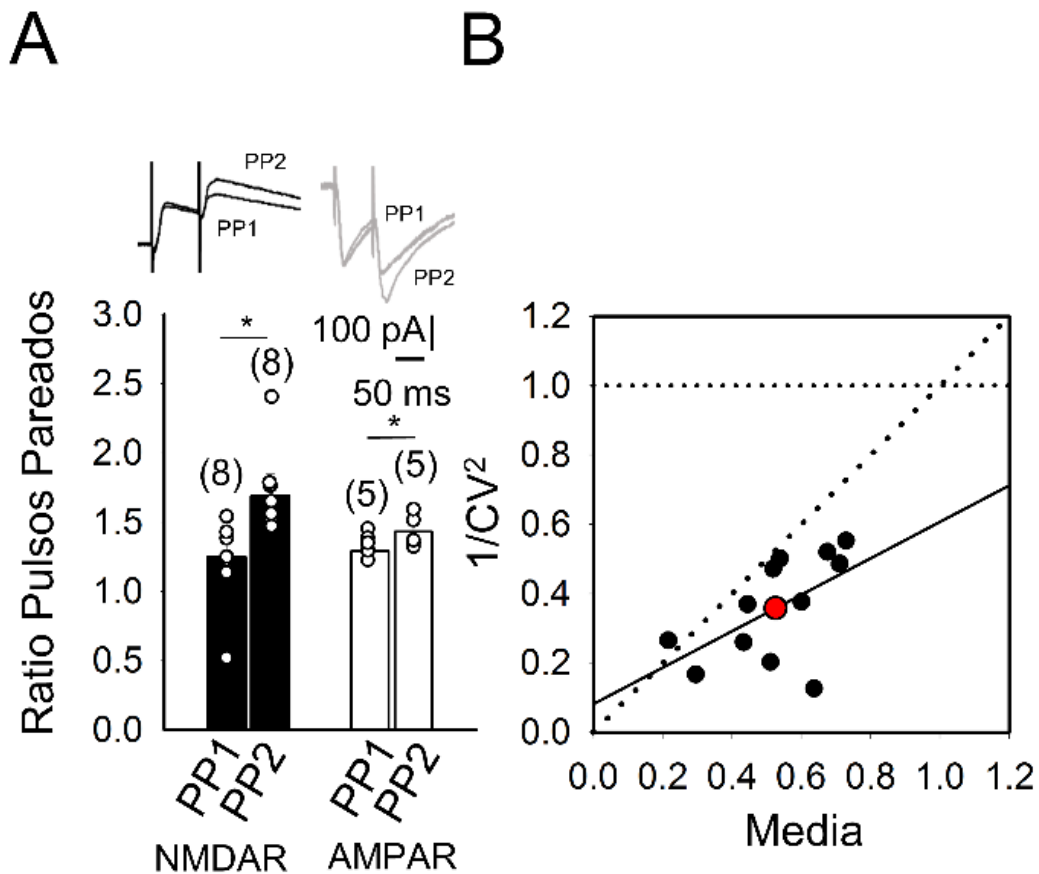 A
B
PP2
PP1
PP1
PP2
100 pA
50 ms
Ratio Pulsos Pareados
3.0
2.5
2.0
1.5
1.0
0.5
0.0
*
(8)
(8)
*
(5)
(5)
PP1
PP2
PP1
PP2
NMDAR
AMPAR
1/CV²
1.2
1.0
0.8
0.6
0.4
0.2
0.0
0.0 0.2 0.4 0.6 0.8 1.0 1.2
Media